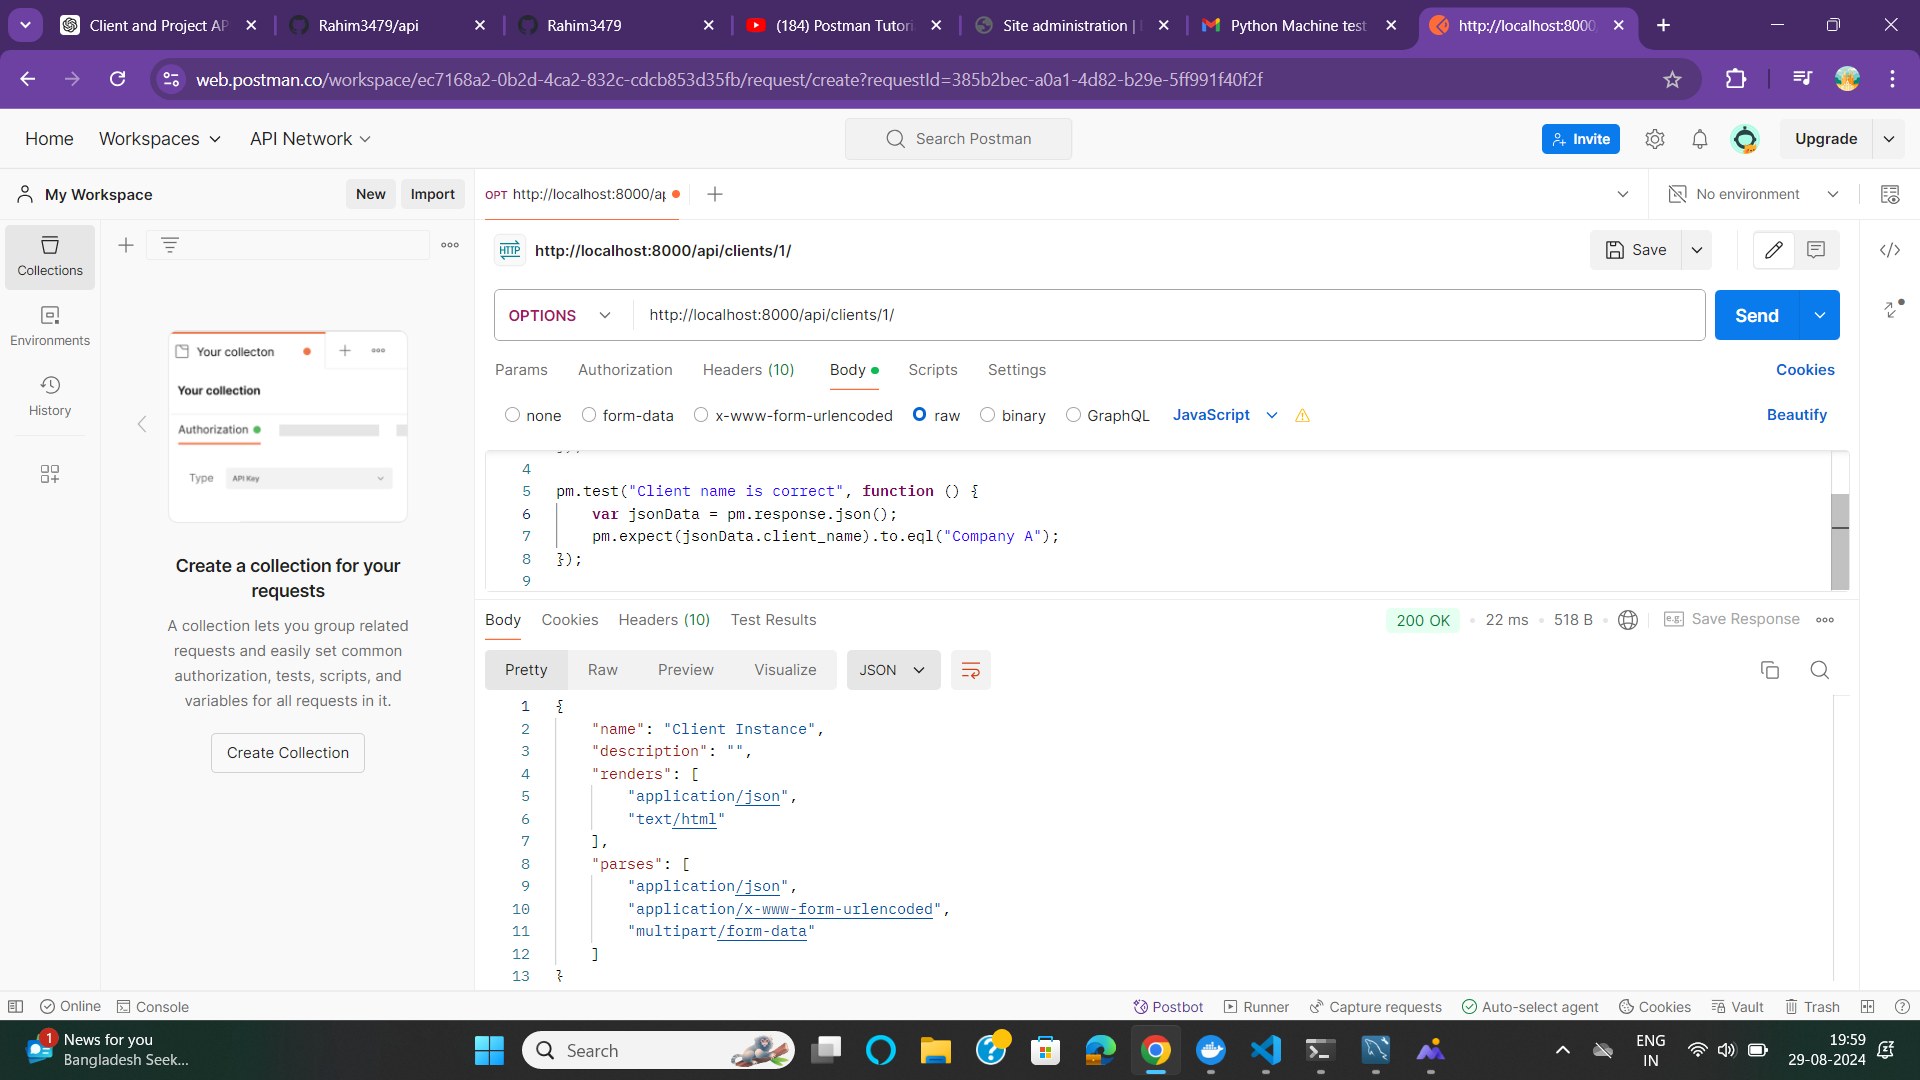 Client and Project AP
Rahim3479/api
Rahim3479
(184) Postman Tutori
Site administration |
Python Machine test
http://localhost:8000
web.postman.co/workspace/ec7168a2-0b2d-4ca2-832c-cdcb853d35fb/request/create?requestId=385b2bec-a0a1-4d82-b29e-5ff991f40f2f
Home Workspaces API Network
Search Postman
Invite
Upgrade
My Workspace
New Import
OPT http://localhost:8000/ap
No environment
Collections
HTTP http://localhost:8000/api/clients/1/
Save
Environments
OPTIONS http://localhost:8000/api/clients/1/
Send
History
Params Authorization Headers (10) Body Scripts Settings
Cookies
none form-data x-www-form-urlencoded raw binary GraphQL JavaScript
Beautify
Your collecton
Your collection
Authorization
Type API Key
Create a collection for your
requests
A collection lets you group related
requests and easily set common
authorization, tests, scripts, and
variables for all requests in it.
Create Collection
4
5 pm.test("Client name is correct", function () {
6 var jsonData = pm.response.json();
7 pm.expect(jsonData.client_name).to.eql("Company A");
8 });
9
Body Cookies Headers (10) Test Results
200 OK 22 ms 518 B
e.g. Save Response
Pretty Raw Preview Visualize JSON
1 {
2 "name": "Client Instance",
3 "description": "",
4 "renders": [
5 "application/json",
6 "text/html"
7 ],
8 "parses": [
9 "application/json",
10 "application/x-www-form-urlencoded",
11 "multipart/form-data"
12 ]
13 }
Online Console
Postbot Runner Capture requests Auto-select agent Cookies Vault Trash
1
News for you
Bangladesh Seek...
Search
ENG
IN
19:59
29-08-2024